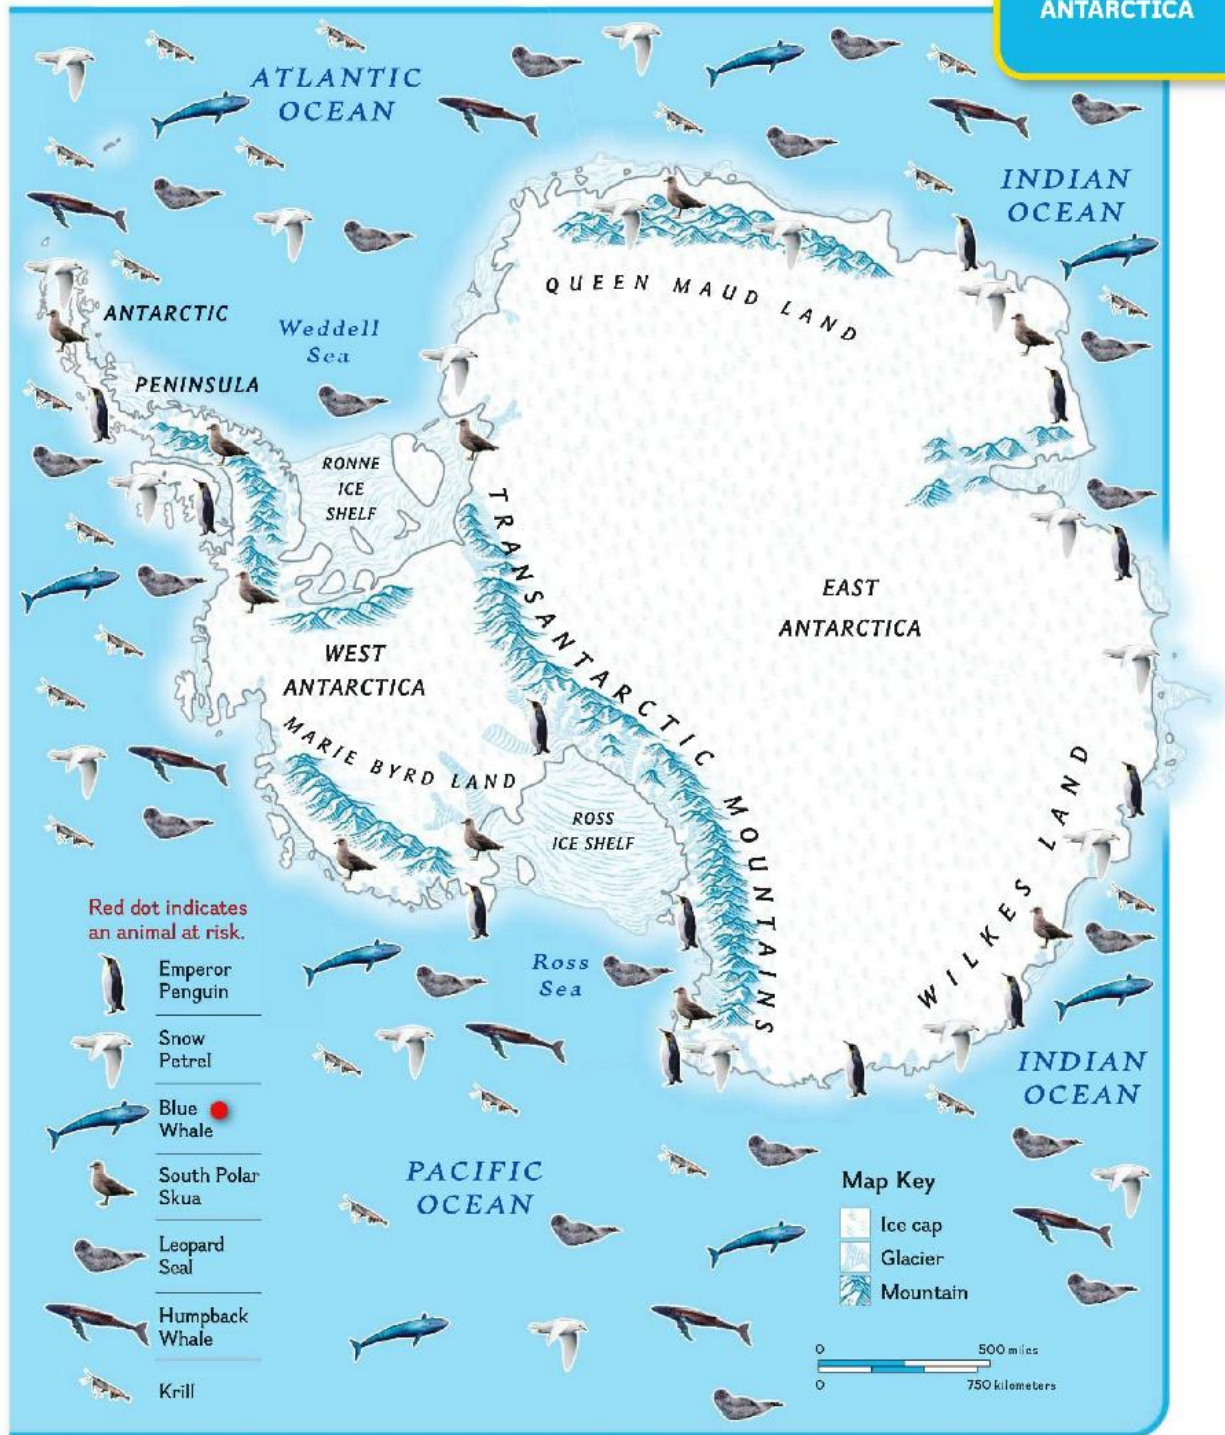 ANTARCTICA
ATLANTIC
OCEAN
INDIAN
OCEAN
QUEEN MAUD LAND
ANTARCTIC
PENINSULA
Weddell
Sea
RONNE
ICE
SHELF
TRANSANTARCTIC MOUNTAINS
EAST
ANTARCTICA
WEST
ANTARCTICA
MARIE BYRD LAND
ROSS
ICE SHELF
WILKES LAND
Ross
Sea
INDIAN
OCEAN
PACIFIC
OCEAN
Red dot indicates
an animal at risk.
Emperor
Penguin
Snow
Petrel
Blue
Whale
South Polar
Skua
Leopard
Seal
Humpback
Whale
Krill
Map Key
Ice cap
Glacier
Mountain
0 500 miles
0 750 kilometers